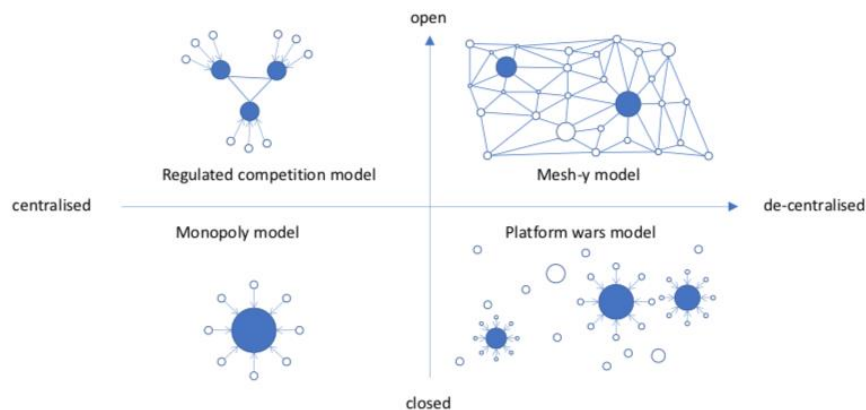 open
Regulated competition model
Mesh-y model
centralised
de-centralised
Monopoly model
Platform wars model
closed